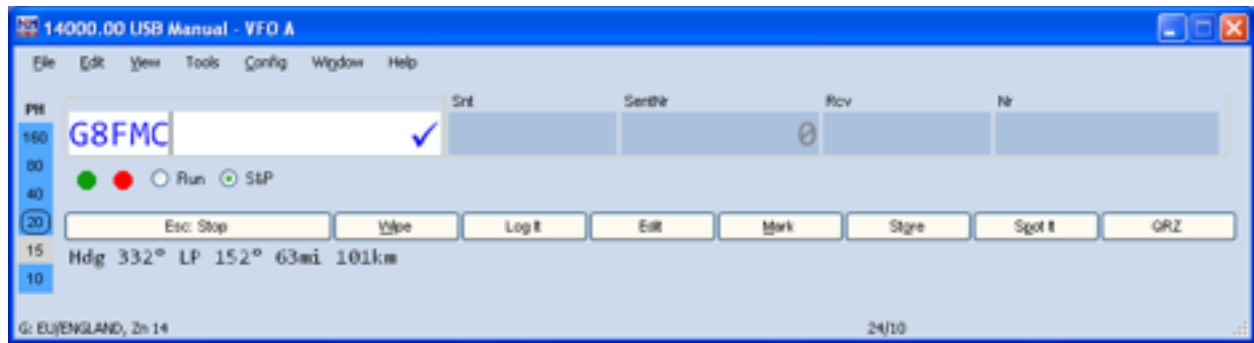 14000.00 USB Manual - VFO A
File Edit View Tools Config Window Help
Snt SentNr Rcv Nr
PH
160 G8FMC 0
80
Run S&P
40
20 Esc: Stop Wipe Log It Edit Mark Store Spot It QRZ
15 Hdg 332° LP 152° 63mi 101km
10
G: EU/ENGLAND, Zn 14 24/10